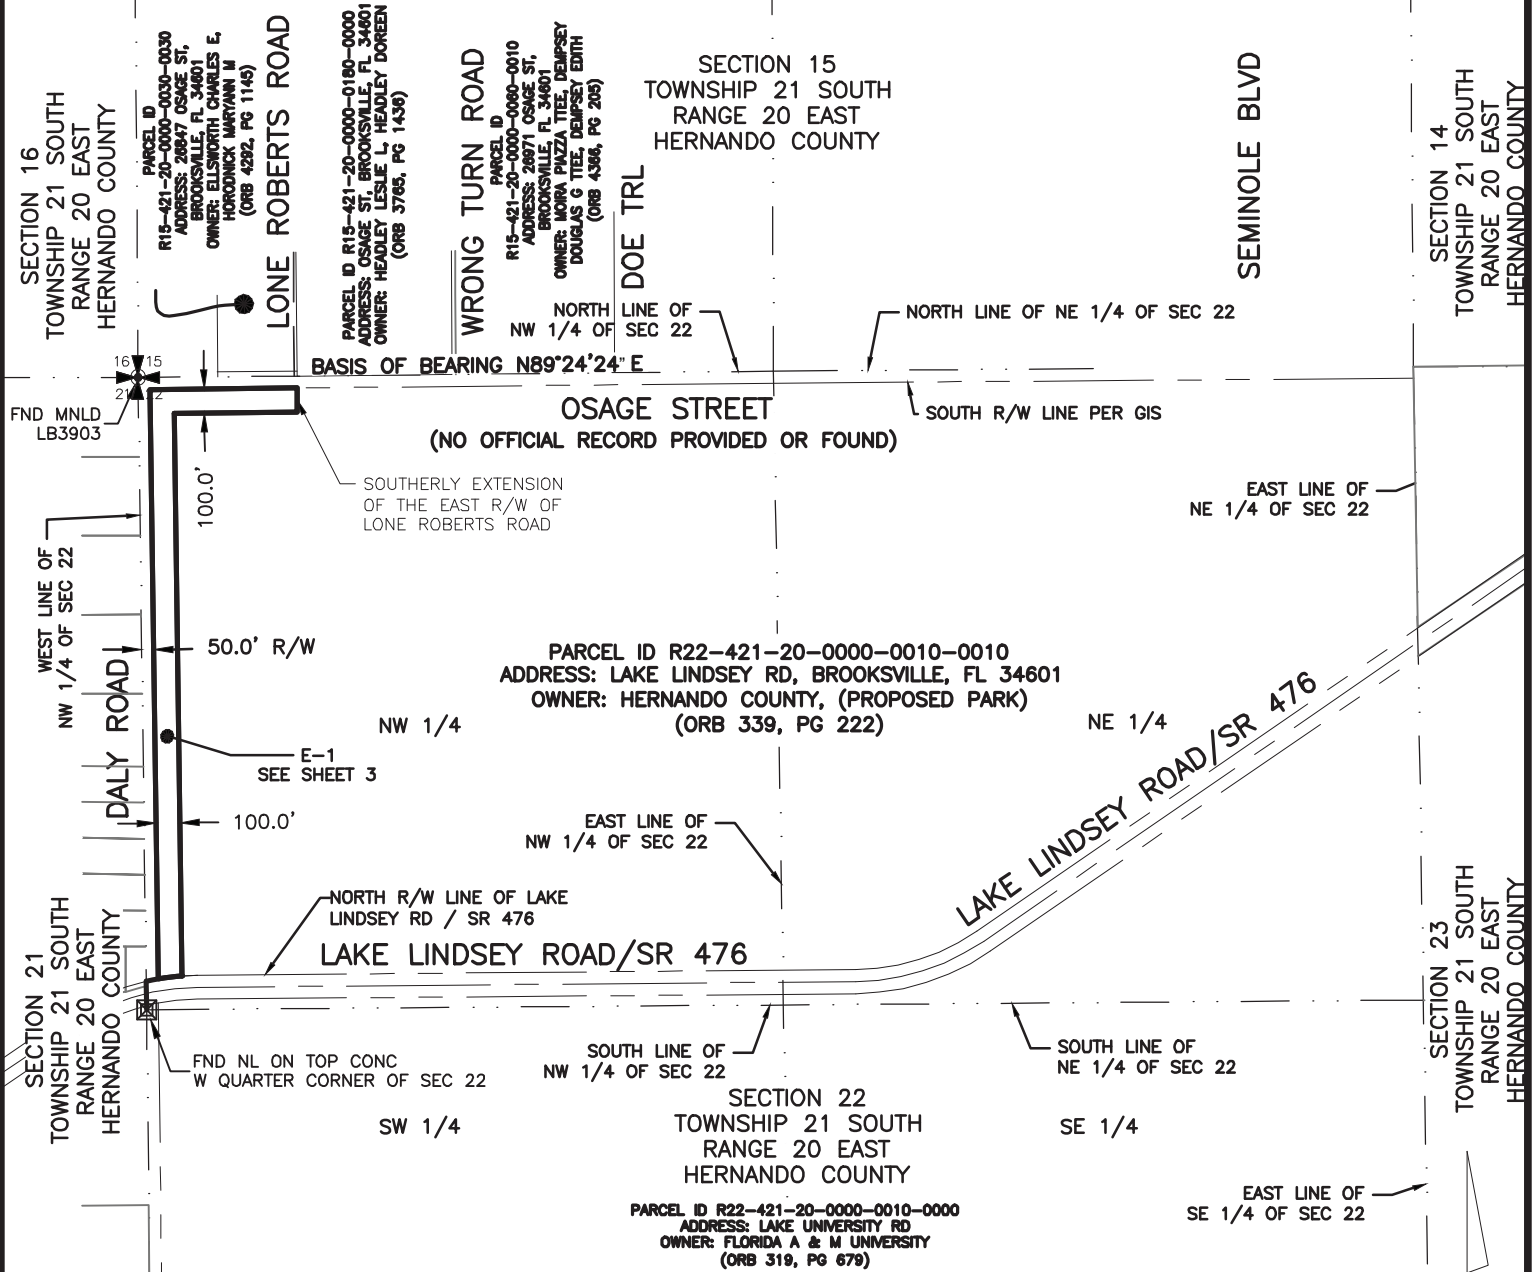 SECTION 16
TOWNSHIP 21 SOUTH
RANGE 20 EAST
HERNANDO COUNTY
PARCEL ID
R15-421-20-0000-0030-0030
ADDRESS: 26847 OSAGE ST,
BROOKSVILLE, FL 34601
OWNER: ELLSWORTH CHARLES E,
HORODNICK MARYANN M
(ORB 4292, PG 1145)
LONE ROBERTS ROAD
PARCEL ID R15-421-20-0000-0180-0000
ADDRESS: OSAGE ST, BROOKSVILLE, FL 34601
OWNER: HEADLEY LESLIE L, HEADLEY DOREEN
(ORB 3765, PG 1436)
WRONG TURN ROAD
PARCEL ID
R15-421-20-0000-0060-0010
ADDRESS: 26971 OSAGE ST,
BROOKSVILLE, FL 34601
OWNER: MOIRA PIAZZA TTEE, DEMPSEY
DOUGLAS G TTEE, DEMPSEY EDITH
(ORB 4366, PG 205)
DOE TRL
SECTION 15
TOWNSHIP 21 SOUTH
RANGE 20 EAST
HERNANDO COUNTY
SEMINOLE BLVD
SECTION 14
TOWNSHIP 21 SOUTH
RANGE 20 EAST
HERNANDO COUNTY
NORTH LINE OF
NW 1/4 OF SEC 22
NORTH LINE OF NE 1/4 OF SEC 22
16 15
21 22
BASIS OF BEARING N89°24'24" E
FND MNLD
LB3903
OSAGE STREET
(NO OFFICIAL RECORD PROVIDED OR FOUND)
SOUTH R/W LINE PER GIS
100.0'
SOUTHERLY EXTENSION
OF THE EAST R/W OF
LONE ROBERTS ROAD
EAST LINE OF
NE 1/4 OF SEC 22
WEST LINE OF
NW 1/4 OF SEC 22
50.0' R/W
DALY ROAD
PARCEL ID R22-421-20-0000-0010-0010
ADDRESS: LAKE LINDSEY RD, BROOKSVILLE, FL 34601
OWNER: HERNANDO COUNTY, (PROPOSED PARK)
(ORB 339, PG 222)
NW 1/4
NE 1/4
E-1
SEE SHEET 3
100.0'
EAST LINE OF
NW 1/4 OF SEC 22
LAKE LINDSEY ROAD/SR 476
NORTH R/W LINE OF LAKE
LINDSEY RD / SR 476
LAKE LINDSEY ROAD/SR 476
SECTION 21
TOWNSHIP 21 SOUTH
RANGE 20 EAST
HERNANDO COUNTY
SECTION 23
TOWNSHIP 21 SOUTH
RANGE 20 EAST
HERNANDO COUNTY
FND NL ON TOP CONC
W QUARTER CORNER OF SEC 22
SOUTH LINE OF
NW 1/4 OF SEC 22
SOUTH LINE OF
NE 1/4 OF SEC 22
SW 1/4
SECTION 22
TOWNSHIP 21 SOUTH
RANGE 20 EAST
HERNANDO COUNTY
SE 1/4
PARCEL ID R22-421-20-0000-0010-0000
ADDRESS: LAKE UNIVERSITY RD
OWNER: FLORIDA A & M UNIVERSITY
(ORB 319, PG 679)
EAST LINE OF
SE 1/4 OF SEC 22